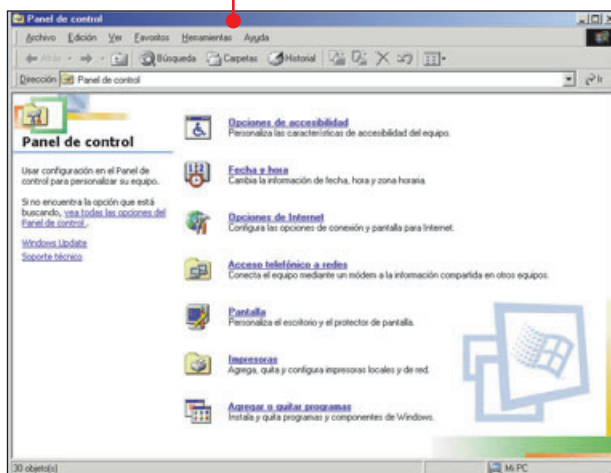 Panel de control
Archivo Edición Ver Favoritos Herramientas Ayuda
Atrás Búsqueda Carpetas Historial
Dirección Panel de control Ir
Panel de control
Usar configuración en el Panel de
control para personalizar su equipo.
Si no encuentra la opción que está
buscando, vea todas las opciones del
Panel de control.
Windows Update
Soporte técnico
Opciones de accesibilidad
Personaliza las características de accesibilidad del equipo.
Fecha y hora
Cambia la información de fecha, hora y zona horaria.
Opciones de Internet
Configura las opciones de conexión y pantalla para Internet.
Acceso telefónico a redes
Conecta el equipo mediante un módem a la información compartida en otros equipos.
Pantalla
Personaliza el escritorio y el protector de pantalla.
Impresoras
Agrega, quita y configura impresoras locales y de red.
Agregar o quitar programas
Instala y quita programas y componentes de Windows.
30 objeto(s) Mi PC